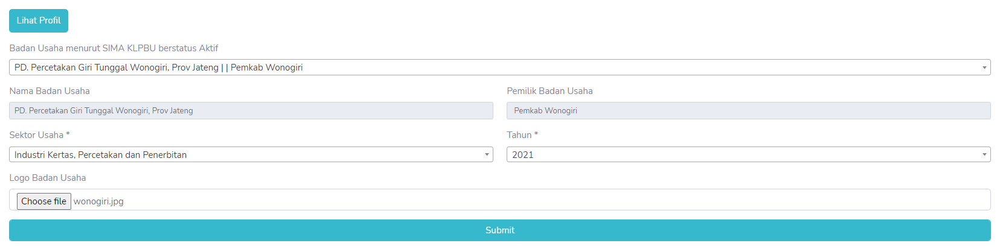 Lihat Profil
Badan Usaha menurut SIMA KLPBU berstatus Aktif
PD. Percetakan Giri Tunggal Wonogiri, Prov Jateng | | Pemkab Wonogiri
Nama Badan Usaha
Pemilik Badan Usaha
PD. Percetakan Giri Tunggal Wonogiri, Prov Jateng
Pemkab Wonogiri
Sektor Usaha *
Tahun *
Industri Kertas, Percetakan dan Penerbitan
2021
Logo Badan Usaha
Choose file wonogiri.jpg
Submit